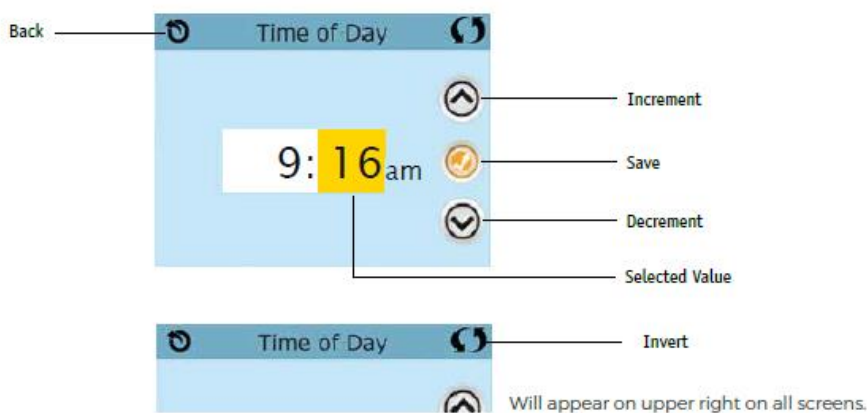 Back
Time of Day
Increment
9:16am
Save
Decrement
Selected Value
Time of Day
Invert
Will appear on upper right on all screens.